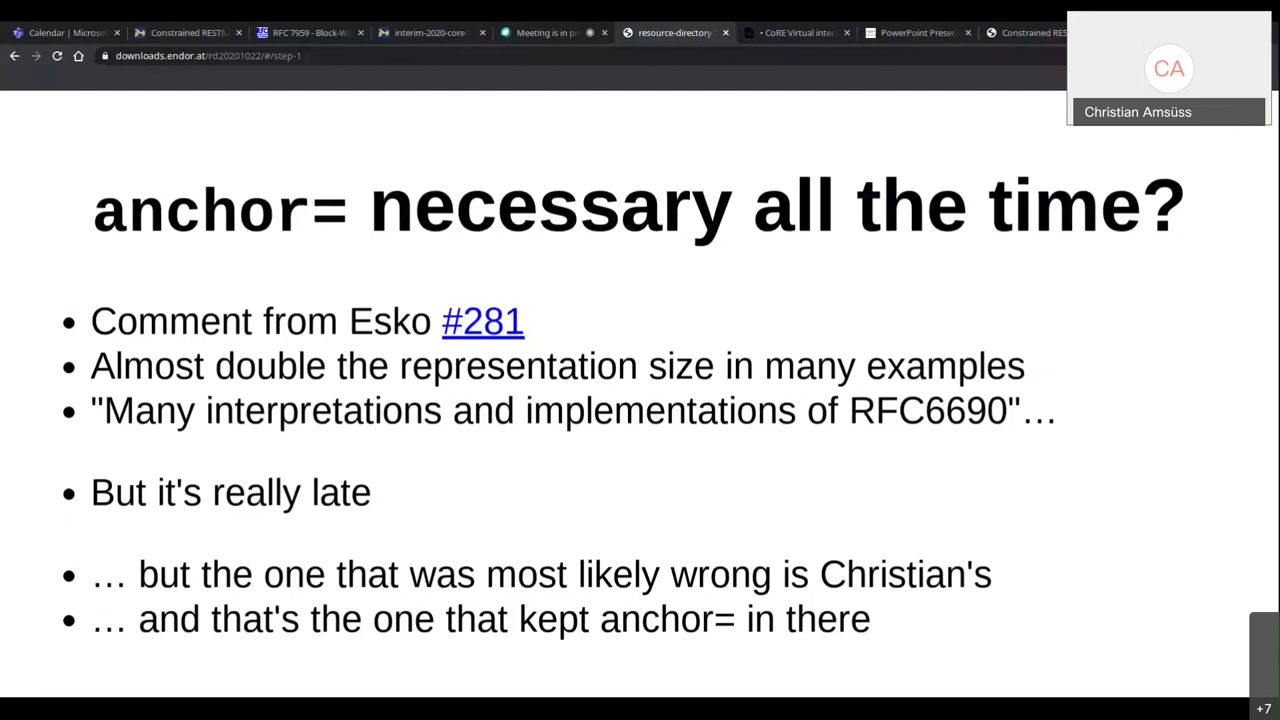 Calendar | Microso
Constrained RESTfu
RFC 7959 - Block-W
interim-2020-core-
Meeting is in p
resource-directory
• CoRE Virtual inter
PowerPoint Presen
Constrained RES
downloads.endor.at/rd20201022/#/step-1
CA
Christian Amsüss
anchor= necessary all the time?
• Comment from Esko #281
• Almost double the representation size in many examples
• "Many interpretations and implementations of RFC6690"…
• But it's really late
• … but the one that was most likely wrong is Christian's
• … and that's the one that kept anchor= in there
+7